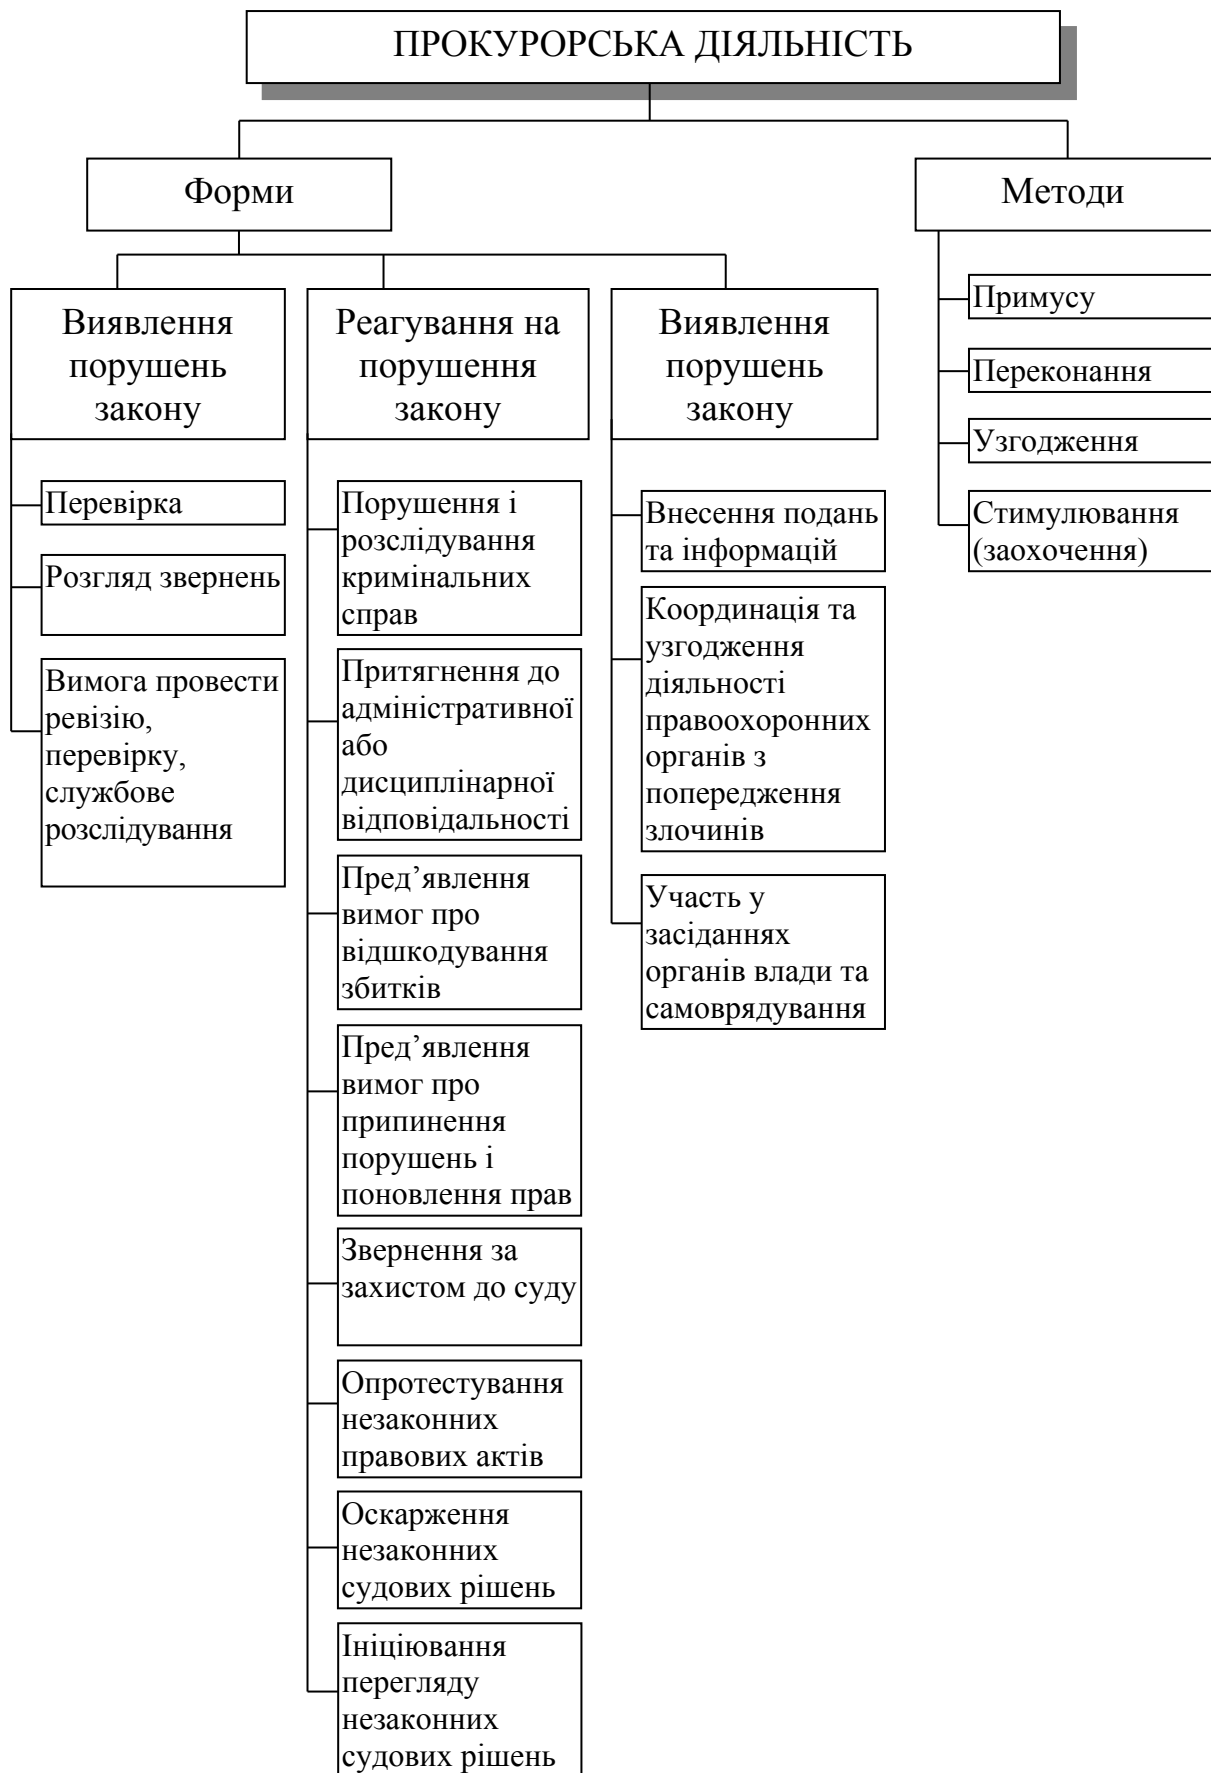 ПРОКУРОРСЬКА ДІЯЛЬНІСТЬ
Форми
Методи
Виявлення
порушень
закону
Реагування на
порушення
закону
Виявлення
порушень
закону
Перевірка
Розгляд звернень
Вимога провести
ревізію,
перевірку,
службове
розслідування
Порушення і
розслідування
кримінальних
справ
Притягнення до
адміністративної
або
дисциплінарної
відповідальності
Пред’явлення
вимог про
відшкодування
збитків
Пред’явлення
вимог про
припинення
порушень і
поновлення прав
Звернення за
захистом до суду
Опротестування
незаконних
правових актів
Оскарження
незаконних
судових рішень
Ініціювання
перегляду
незаконних
судових рішень
Внесення подань
та інформацій
Координація та
узгодження
діяльності
правоохоронних
органів з
попередження
злочинів
Участь у
засіданнях
органів влади та
самоврядування
Примусу
Переконання
Узгодження
Стимулювання
(заохочення)